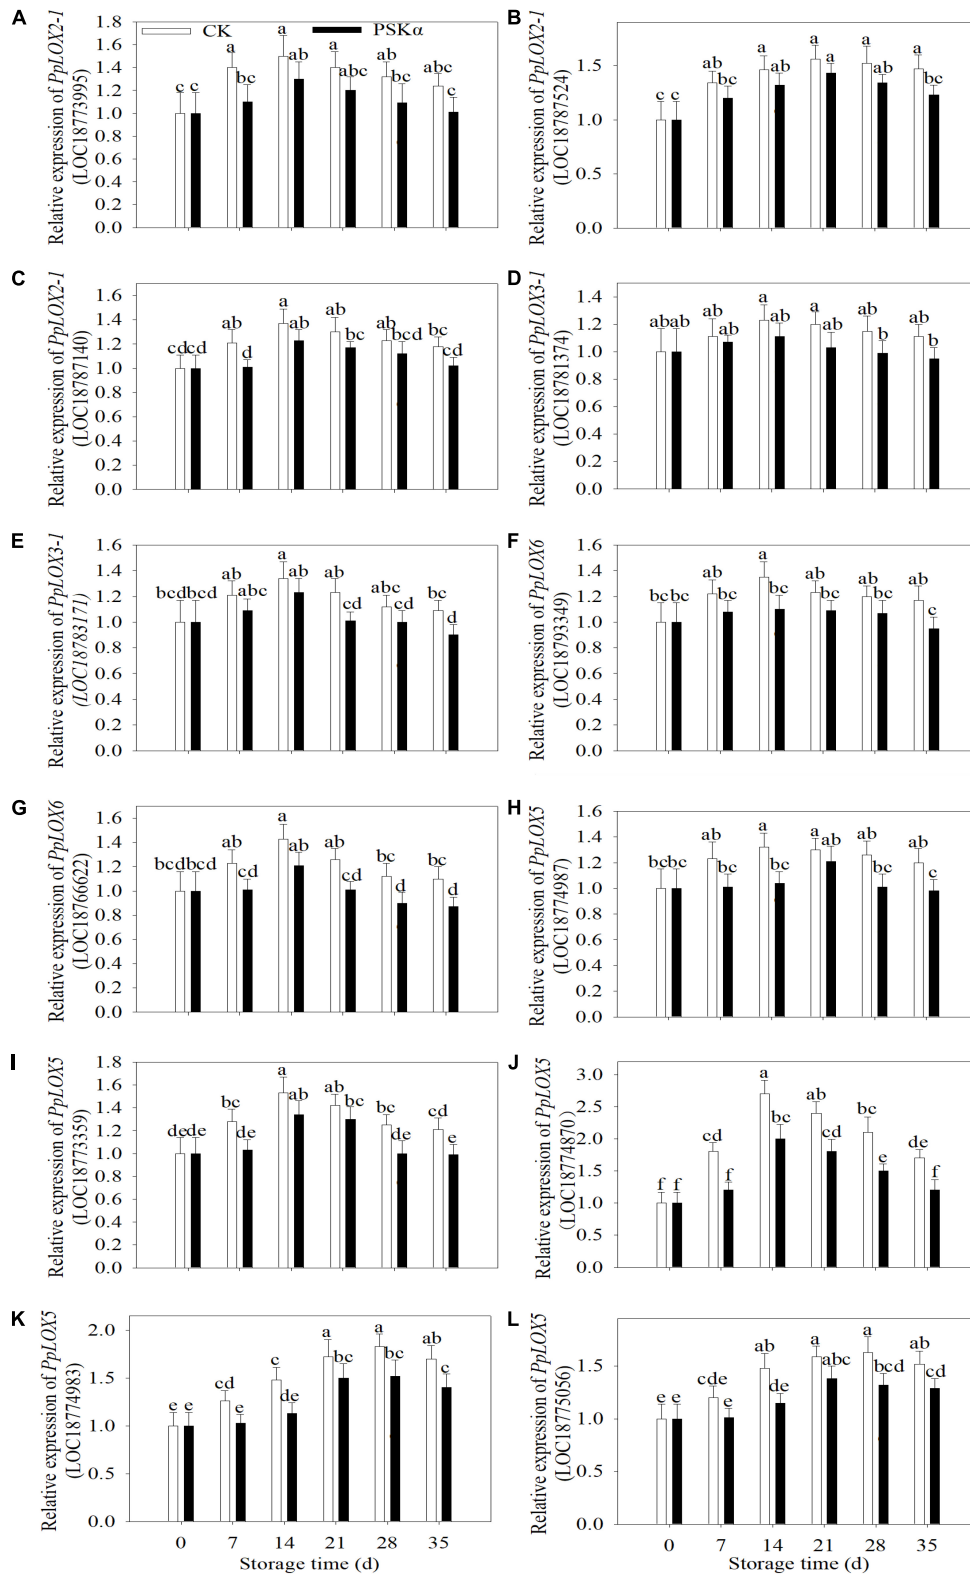 A
Relative expression of PpLOX2-1
(LOC18773995)
CK PSKα
1.8
1.6
1.4
1.2
1.0
0.8
0.6
0.4
0.2
0.0
c c a bc a ab a abc ab bc abc c
B
Relative expression of PpLOX2-1
(LOC18787524)
1.5
1.0
0.5
0.0
c c ab bc a ab a a a ab a bc
C
Relative expression of PpLOX2-1
(LOC18787140)
1.6
1.4
1.2
1.0
0.8
0.6
0.4
0.2
0.0
cd cd ab d a ab a bc ab bcd bc cd
D
Relative expression of PpLOX3-1
(LOC18781374)
1.4
1.2
1.0
0.8
0.6
0.4
0.2
0.0
ab ab ab ab a ab a ab ab b ab b
E
Relative expression of PpLOX3-1
(LOC18783171)
1.6
1.4
1.2
1.0
0.8
0.6
0.4
0.2
0.0
bcd bcd ab abc a ab ab cd abc cd bc d
F
Relative expression of PpLOX6
(LOC18793349)
1.6
1.4
1.2
1.0
0.8
0.6
0.4
0.2
0.0
bc bc ab bc a bc ab bc ab bc ab c
G
Relative expression of PpLOX6
(LOC18766622)
1.6
1.4
1.2
1.0
0.8
0.6
0.4
0.2
0.0
bcd bcd ab cd a ab ab cd bc d bc d
H
Relative expression of PpLOX5
(LOC18774987)
1.6
1.4
1.2
1.0
0.8
0.6
0.4
0.2
0.0
bc bc ab bc a bc a ab ab bc ab c
I
Relative expression of PpLOX5
(LOC18773359)
1.8
1.6
1.4
1.2
1.0
0.8
0.6
0.4
0.2
0.0
de de bc de a ab ab bc bc de cd e
J
Relative expression of PpLOX5
(LOC18774870)
3.0
2.5
2.0
1.5
1.0
0.5
0.0
f f cd f a bc ab cd bc e de f
K
Relative expression of PpLOX5
(LOC18774983)
2.0
1.5
1.0
0.5
0.0
e e cd e c de a bc a bc ab c
0 7 14 21 28 35
Storage time (d)
L
Relative expression of PpLOX5
(LOC18775056)
1.5
1.0
0.5
0.0
e e cde e ab de a abc a bcd ab cd
0 7 14 21 28 35
Storage time (d)